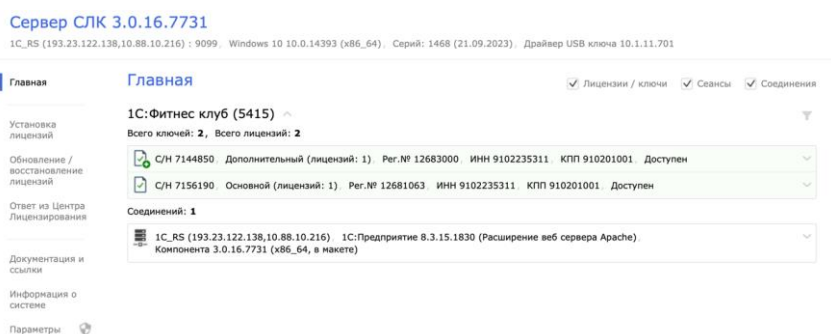 Сервер СЛК 3.0.16.7731
1C_RS (193.23.122.138,10.88.10.216) : 9099, Windows 10 10.0.14393 (x86_64), Серий: 1468 (21.09.2023), Драйвер USB ключа 10.1.11.701
Главная
Установка
лицензий
Обновление /
восстановление
лицензий
Ответ из Центра
Лицензирования
Документация и
ссылки
Информация о
системе
Параметры
Главная
Лицензии / ключи Сеансы Соединения
1С:Фитнес клуб (5415)
Всего ключей: 2, Всего лицензий: 2
С/Н 7144850, Дополнительный (лицензий: 1), Рег.№ 12683000, ИНН 9102235311, КПП 910201001, Доступен
С/Н 7156190, Основной (лицензий: 1), Рег.№ 12681063, ИНН 9102235311, КПП 910201001, Доступен
Соединений: 1
1C_RS (193.23.122.138,10.88.10.216), 1С:Предприятие 8.3.15.1830 (Расширение веб сервера Apache),
Компонента 3.0.16.7731 (x86_64, в макете)